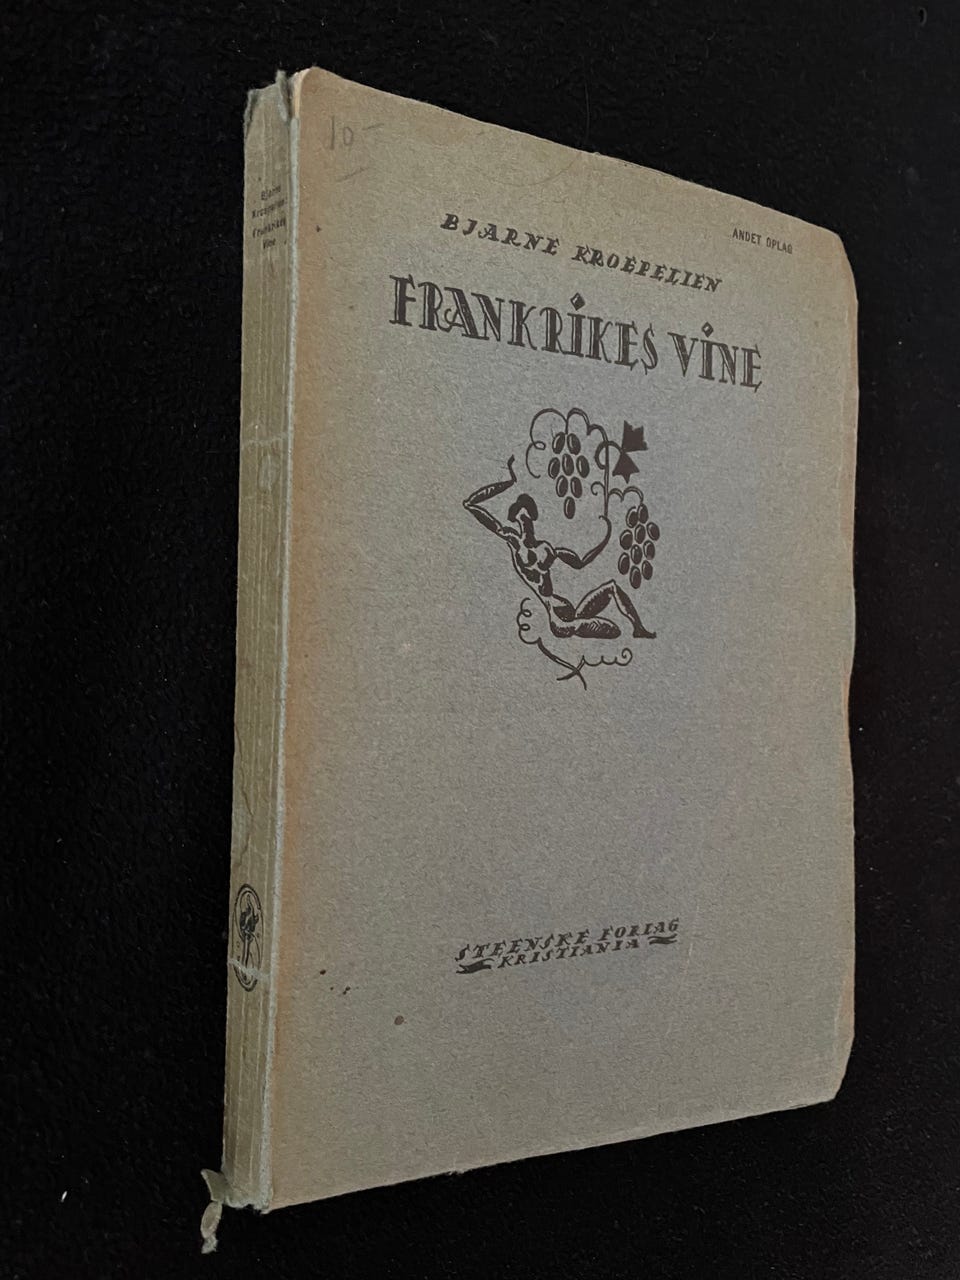 10-
ANDET OPLAG
BJARNE KROEPELIEN
FRANKRIKES VINE
STEENSKE FORLAG
KRISTIANIA
Bjarne
Kroepelien:
Frankrikes
Vine